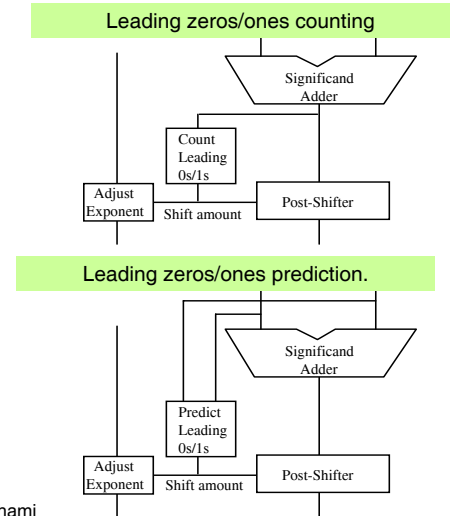 Leading zeros/ones counting
Significand
Adder
Count
Leading
0s/1s
Adjust
Exponent
Shift amount
Post-Shifter
Leading zeros/ones prediction.
Significand
Adder
Predict
Leading
0s/1s
Adjust
Exponent
Shift amount
Post-Shifter